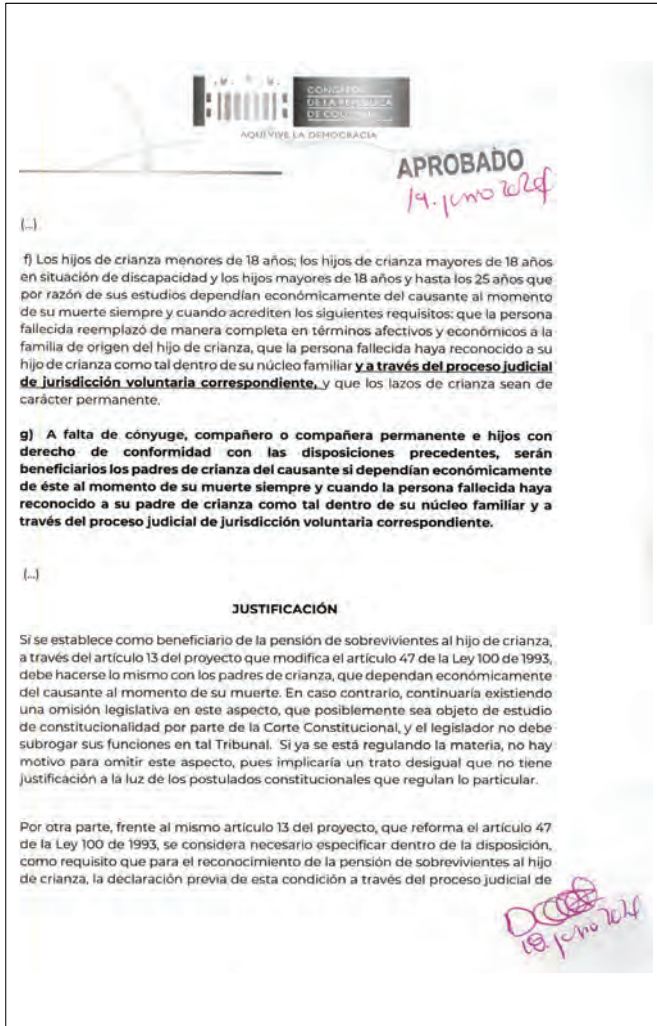 CONGRESO
DE LA REPÚBLICA
DE COLOMBIA
AQUÍ VIVE LA DEMOCRACIA
APROBADO
19. junio 2024
(...)
f) Los hijos de crianza menores de 18 años; los hijos de crianza mayores de 18 años
en situación de discapacidad y los hijos mayores de 18 años y hasta los 25 años que
por razón de sus estudios dependían económicamente del causante al momento
de su muerte siempre y cuando acrediten los siguientes requisitos: que la persona
fallecida reemplazó de manera completa en términos afectivos y económicos a la
familia de origen del hijo de crianza, que la persona fallecida haya reconocido a su
hijo de crianza como tal dentro de su núcleo familiar y a través del proceso judicial
de jurisdicción voluntaria correspondiente, y que los lazos de crianza sean de
carácter permanente.
g) A falta de cónyuge, compañero o compañera permanente e hijos con
derecho de conformidad con las disposiciones precedentes, serán
beneficiarios los padres de crianza del causante si dependían económicamente
de éste al momento de su muerte siempre y cuando la persona fallecida haya
reconocido a su padre de crianza como tal dentro de su núcleo familiar y a
través del proceso judicial de jurisdicción voluntaria correspondiente.
(...)
JUSTIFICACIÓN
Si se establece como beneficiario de la pensión de sobrevivientes al hijo de crianza,
a través del artículo 13 del proyecto que modifica el artículo 47 de la Ley 100 de 1993,
debe hacerse lo mismo con los padres de crianza, que dependan económicamente
del causante al momento de su muerte. En caso contrario, continuaría existiendo
una omisión legislativa en este aspecto, que posiblemente sea objeto de estudio
de constitucionalidad por parte de la Corte Constitucional, y el legislador no debe
subrogar sus funciones en tal Tribunal. Si ya se está regulando la materia, no hay
motivo para omitir este aspecto, pues implicaría un trato desigual que no tiene
justificación a la luz de los postulados constitucionales que regulan lo particular.
Por otra parte, frente al mismo artículo 13 del proyecto, que reforma el artículo 47
de la Ley 100 de 1993, se considera necesario especificar dentro de la disposición,
como requisito que para el reconocimiento de la pensión de sobrevivientes al hijo
de crianza, la declaración previa de esta condición a través del proceso judicial de
junio 2024